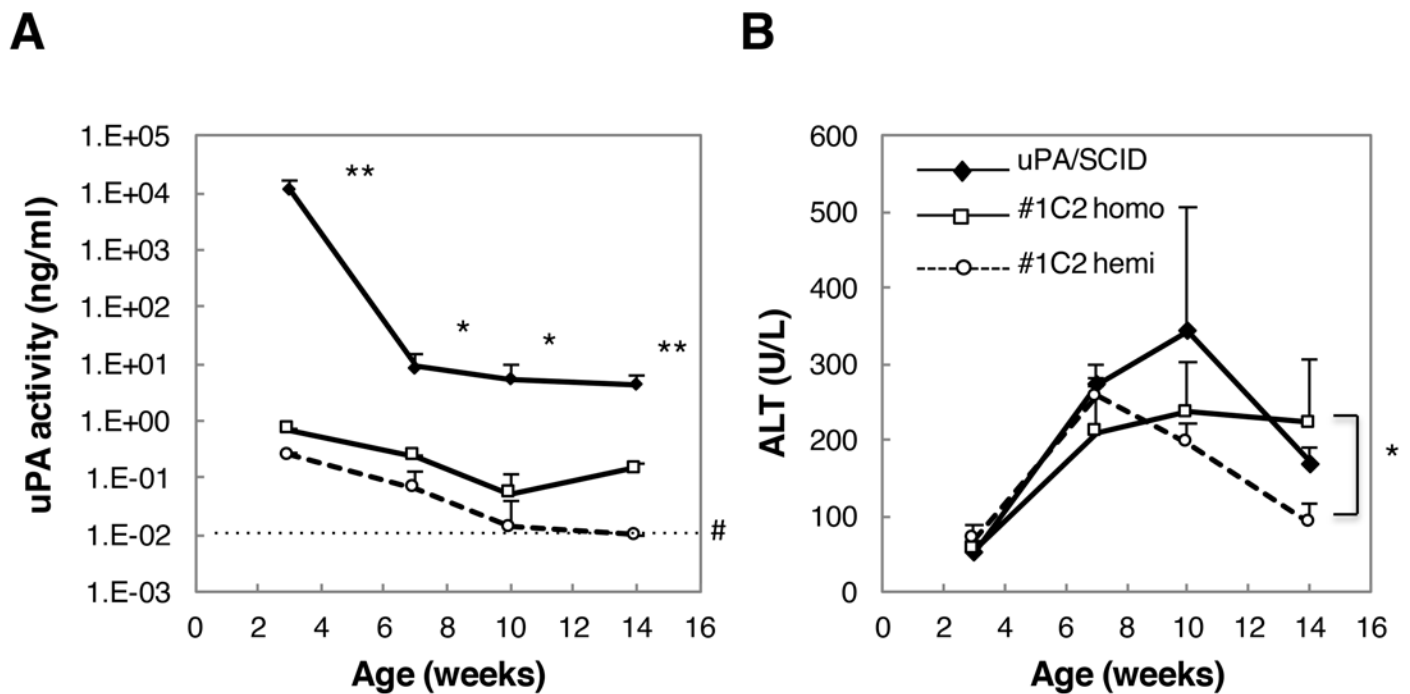 A
uPA activity (ng/ml)
1.E+05
1.E+04
1.E+03
1.E+02
1.E+01
1.E+00
1.E-01
1.E-02
1.E-03
**
*
*
**
#
0 2 4 6 8 10 12 14 16
Age (weeks)
B
ALT (U/L)
600
500
400
300
200
100
0
uPA/SCID
#1C2 homo
#1C2 hemi
*
0 2 4 6 8 10 12 14 16
Age (weeks)